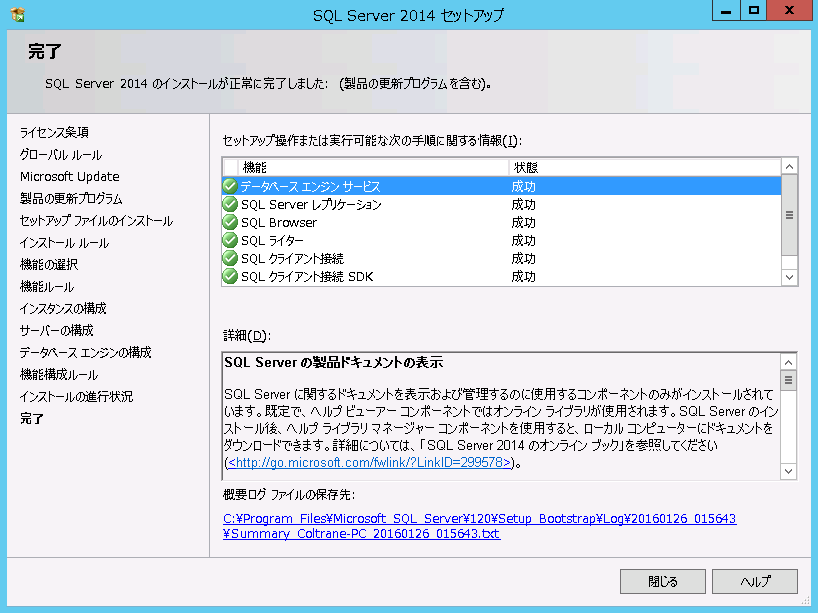 SQL Server 2014 セットアップ
完了
SQL Server 2014 のインストールが正常に完了しました: (製品の更新プログラムを含む)。
ライセンス条項
グローバル ルール
Microsoft Update
製品の更新プログラム
セットアップ ファイルのインストール
インストール ルール
機能の選択
機能ルール
インスタンスの構成
サーバーの構成
データベース エンジンの構成
機能構成ルール
インストールの進行状況
完了
セットアップ操作または実行可能な次の手順に関する情報(I):
機能 状態
データベース エンジン サービス 成功
SQL Server レプリケーション 成功
SQL Browser 成功
SQL ライター 成功
SQL クライアント接続 成功
SQL クライアント接続 SDK 成功
詳細(D):
SQL Server の製品ドキュメントの表示
SQL Server に関するドキュメントを表示および管理するのに使用するコンポーネントのみがインストールされて
います。既定で、ヘルプ ビューアー コンポーネントではオンライン ライブラリが使用されます。SQL Server のイン
ストール後、ヘルプ ライブラリ マネージャー コンポーネントを使用すると、ローカル コンピューターにドキュメントを
ダウンロードできます。詳細については、「SQL Server 2014 のオンライン ブック」を参照してください
(<http://go.microsoft.com/fwlink/?LinkID=299578>)。
概要ログ ファイルの保存先:
C:¥Program Files¥Microsoft SQL Server¥120¥Setup Bootstrap¥Log¥20160126_015643
¥Summary_Coltrane-PC_20160126_015643.txt
閉じる
ヘルプ